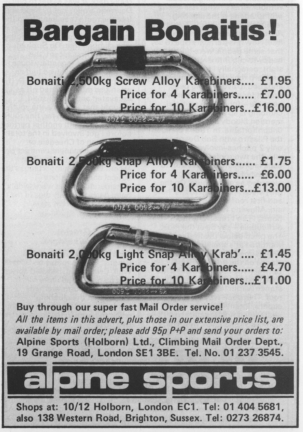 Bargain Bonaitis!
Bonaiti 2,500kg Screw Alloy Karabiners.... £1.95
Price for 4 Karabiners..... £7.00
Price for 10 Karabiners...£16.00
Bonaiti 2,500kg Snap Alloy Karabiners..... £1.75
Price for 4 Karabiners..... £6.00
Price for 10 Karabiners...£13.00
Bonaiti 2,000kg Light Snap Alloy Krab'.... £1.45
Price for 4 Karabiners..... £4.70
Price for 10 Karabiners...£11.00
Buy through our super fast Mail Order service!
All the items in this advert, plus those in our extensive price list, are
available by mail order; please add 95p P+P and send your orders to:
Alpine Sports (Holborn) Ltd., Climbing Mail Order Dept.,
19 Grange Road, London SE1 3BE. Tel. No. 01 237 3545.
alpine sports
Shops at: 10/12 Holborn, London EC1. Tel: 01 404 5681,
also 138 Western Road, Brighton, Sussex. Tel: 0273 26874.